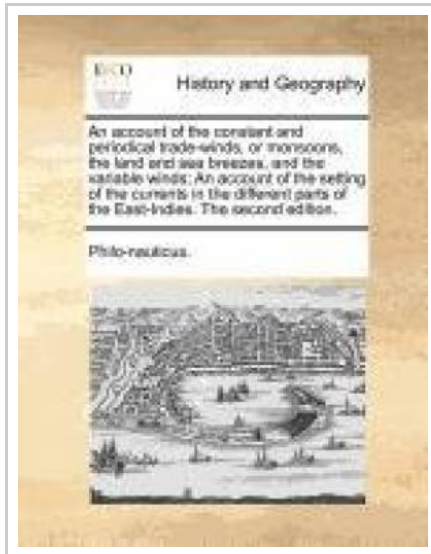 ECCO
History and Geography
An account of the constant and
periodical trade-winds, or monsoons,
the land and sea breezes, and the
variable winds: An account of the setting
of the currents in the different parts of
the East-Indies. The second edition.
Philo-nauticus.